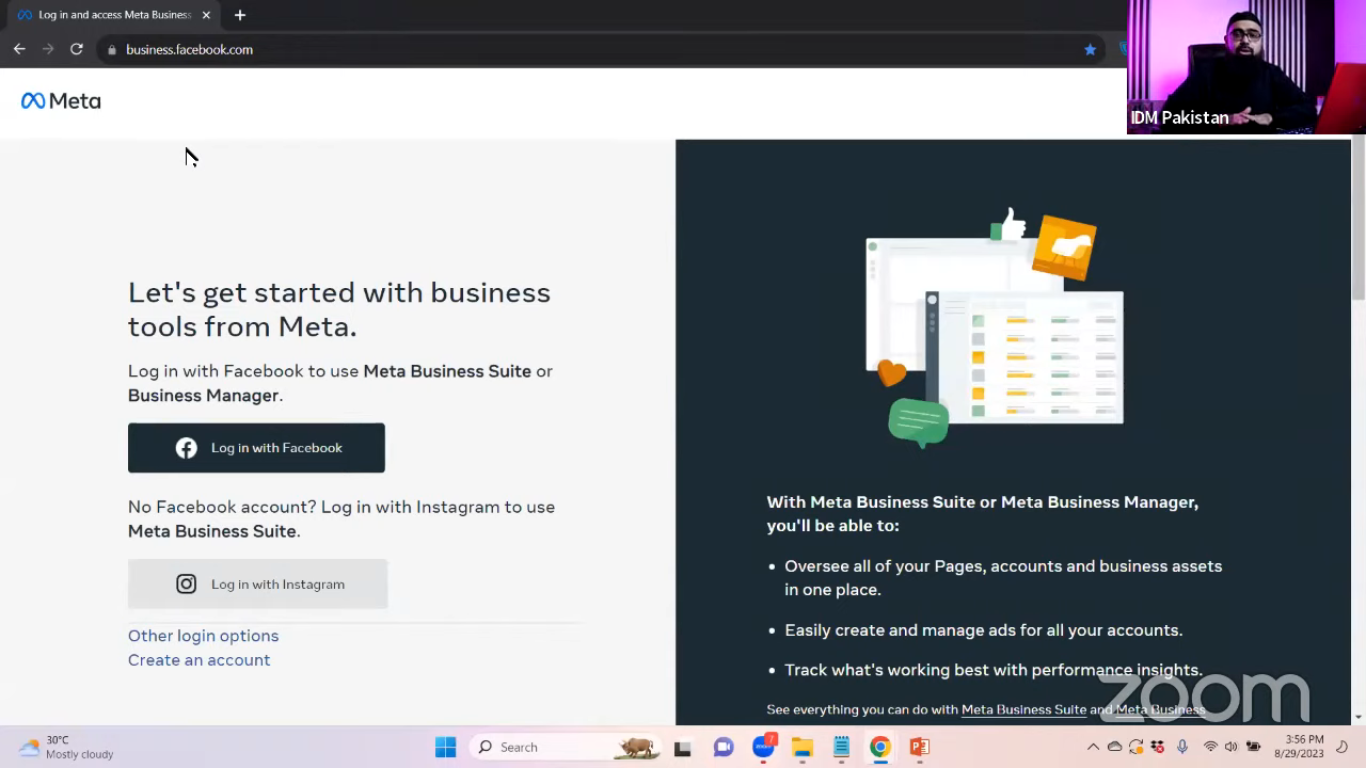 Log in and access Meta Business
business.facebook.com
Meta
IDM Pakistan
Let's get started with business
tools from Meta.
Log in with Facebook to use Meta Business Suite or
Business Manager.
Log in with Facebook
No Facebook account? Log in with Instagram to use
Meta Business Suite.
Log in with Instagram
Other login options
Create an account
With Meta Business Suite or Meta Business Manager,
you'll be able to:
• Oversee all of your Pages, accounts and business assets
in one place.
• Easily create and manage ads for all your accounts.
• Track what's working best with performance insights.
See everything you can do with Meta Business Suite and Meta Business
zoom
30°C
Mostly cloudy
Search
7
3:56 PM
8/29/2023